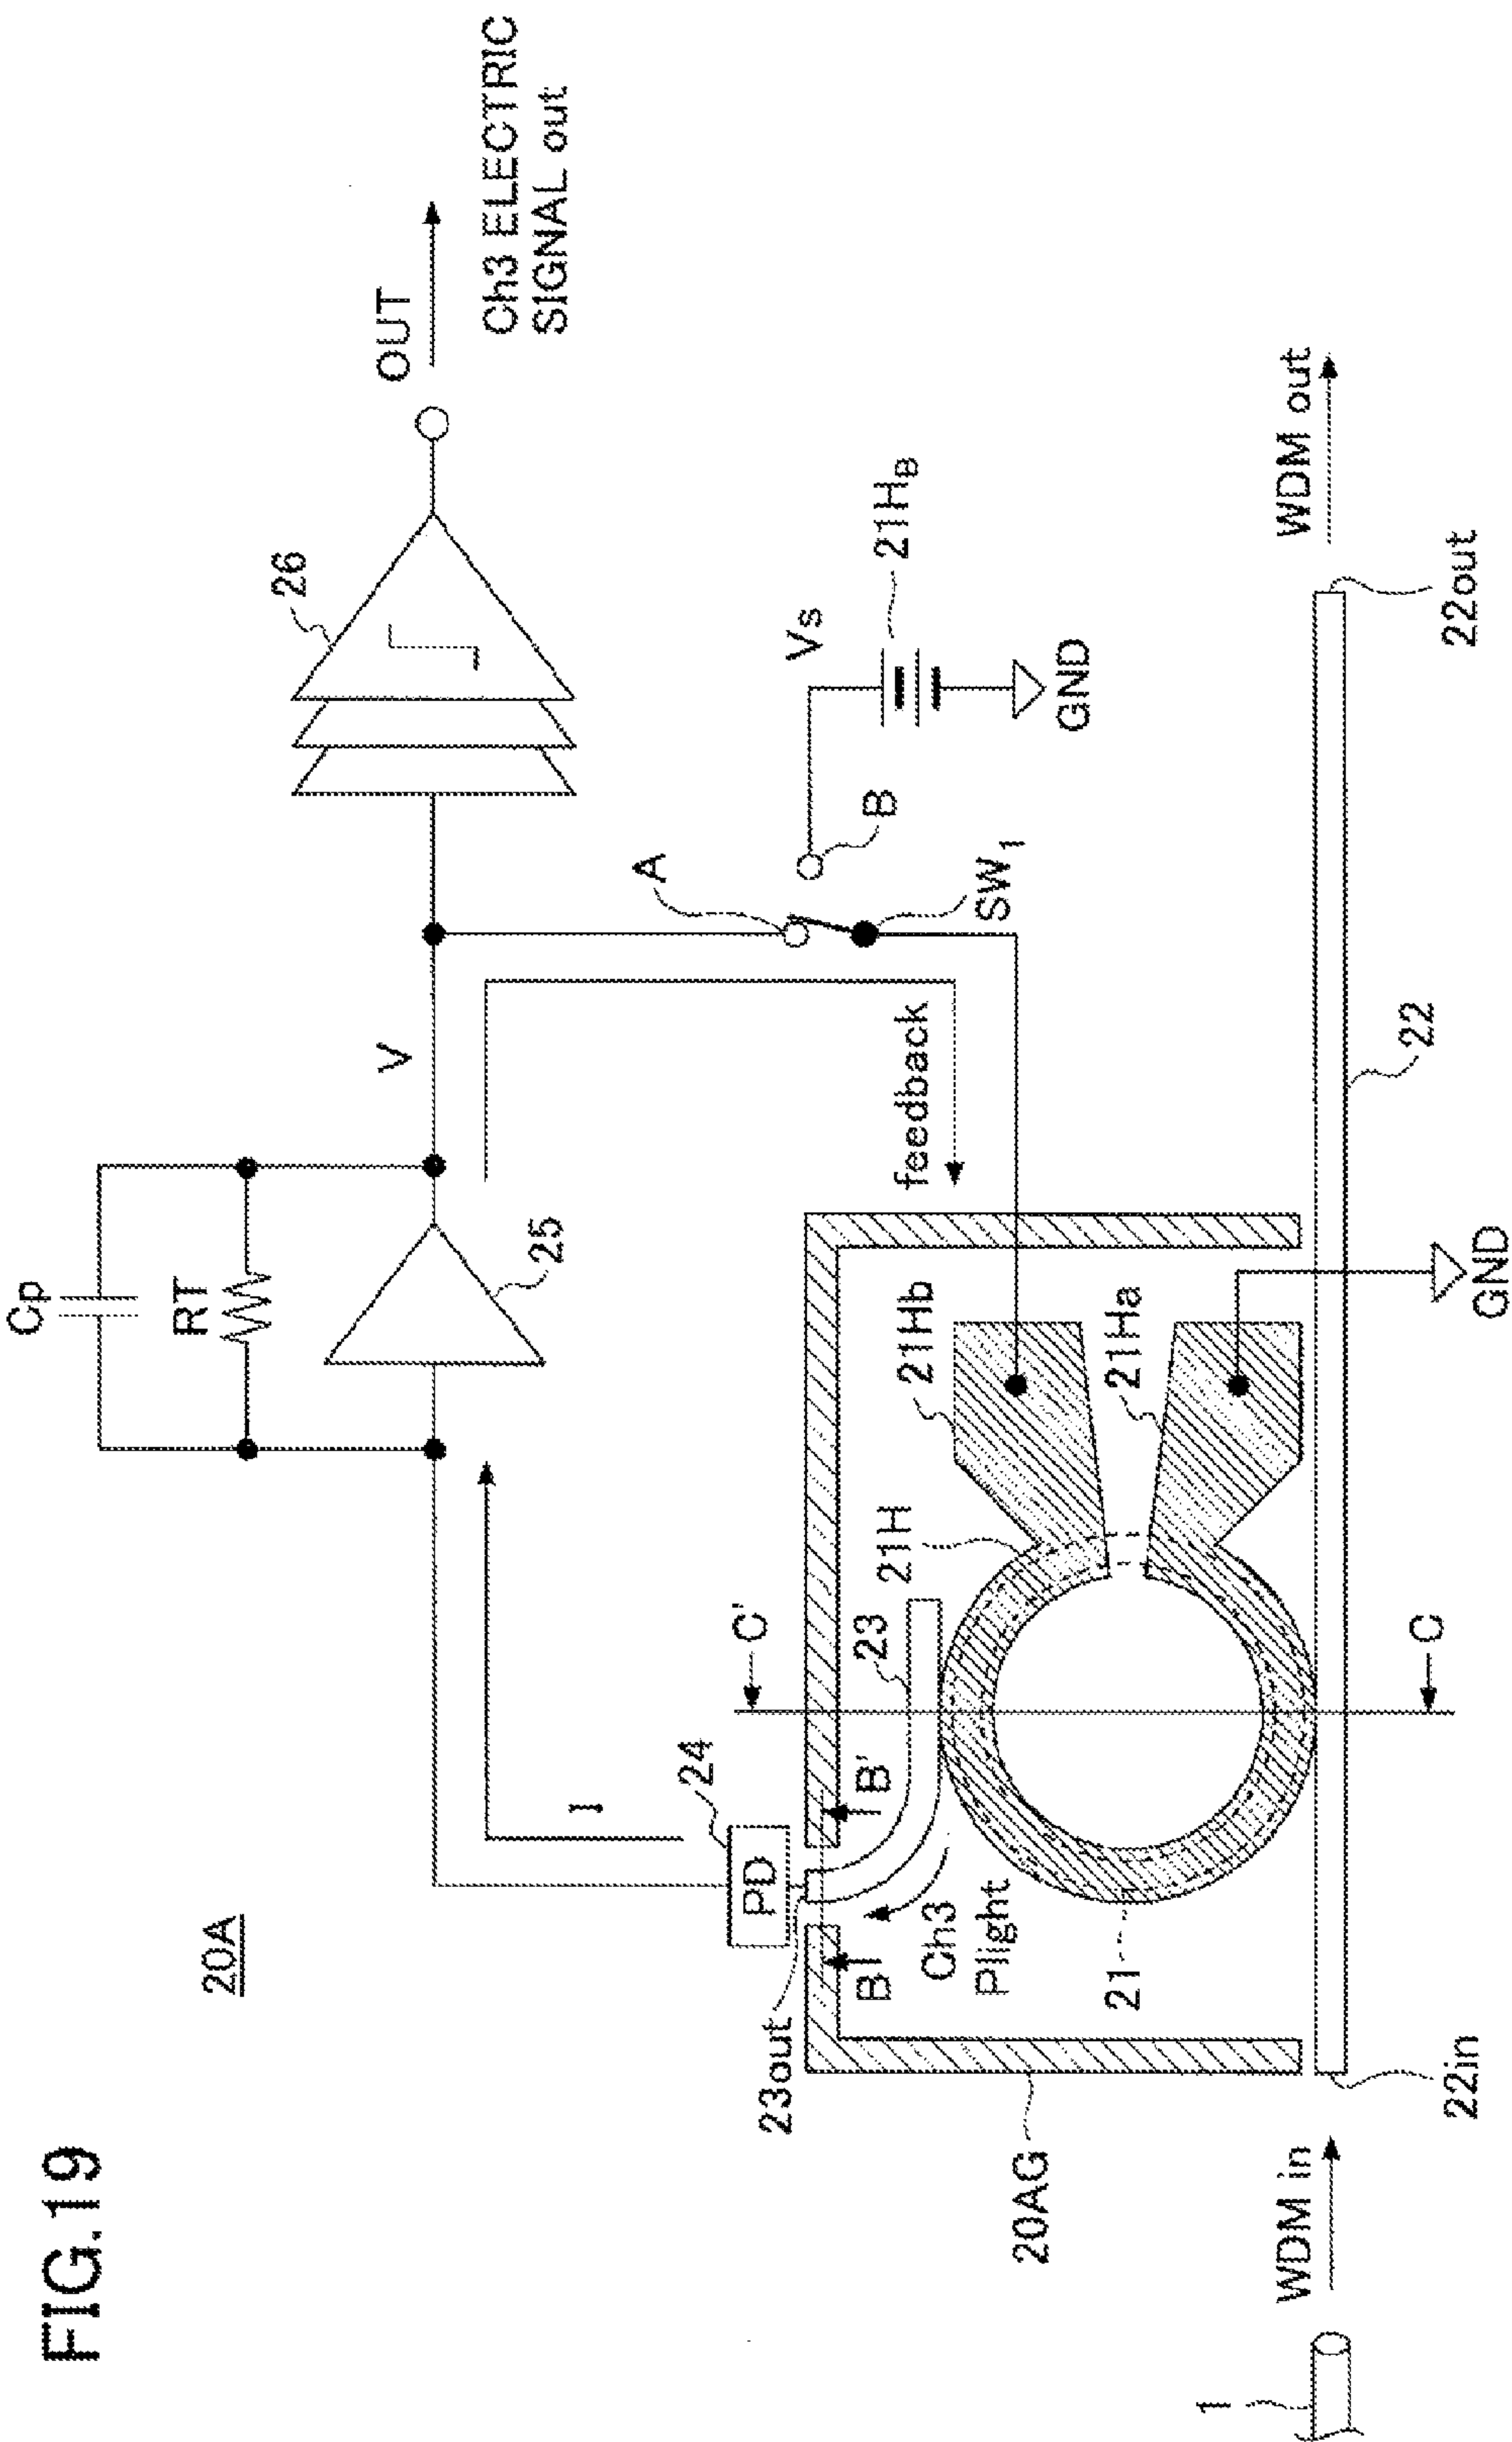 FIG.19
20A
Cp
RT
25
V
26
OUT
Ch3 ELECTRIC
SIGNAL out
I
24
PD
A
B
SW1
Vs
21HB
GND
feedback
C'
23
B'
B
23out
Ch3
Plight
21
21H
21Hb
21Ha
20AG
GND
C
1
WDM in
22in
22
22out
WDM out